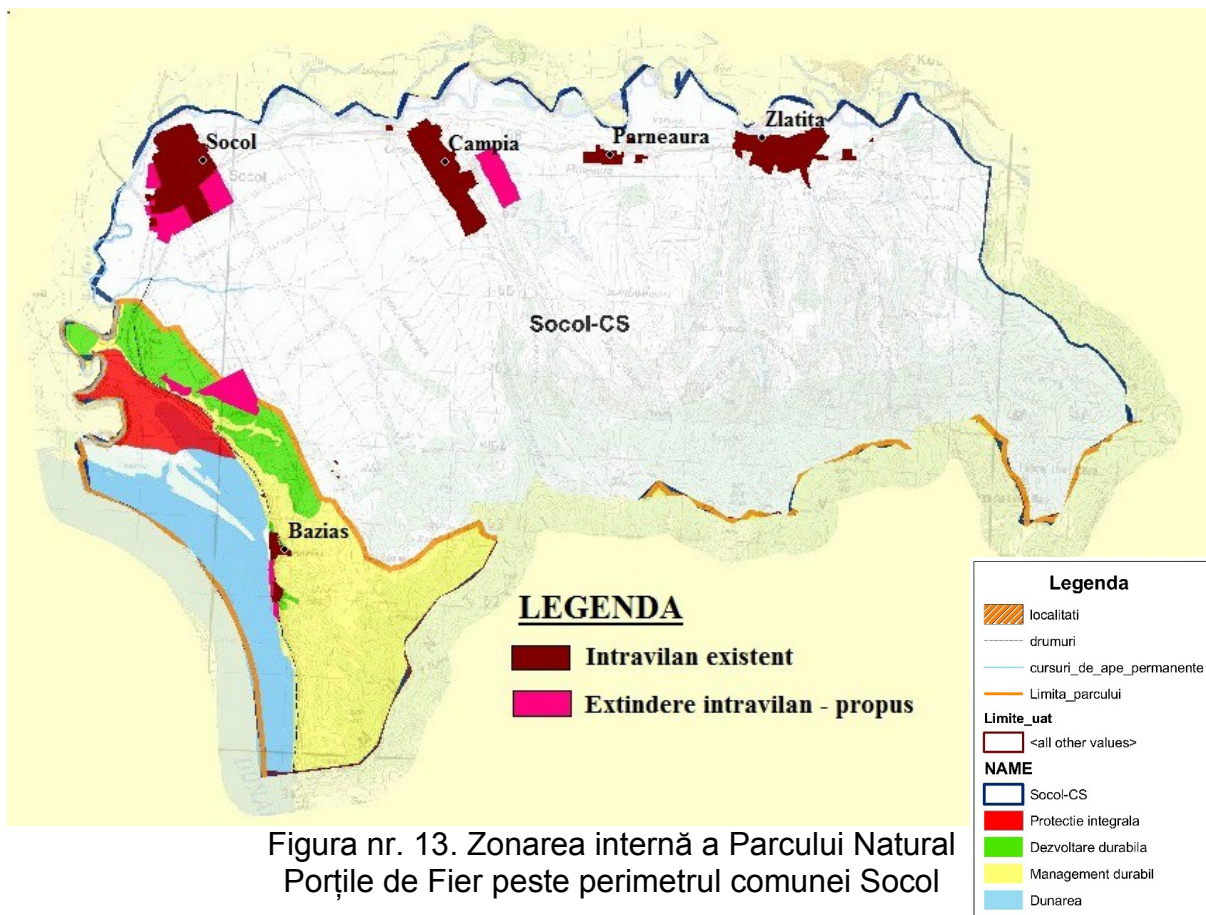 Socol
Campia
Parneaura
Zlatita
Socol
Socol-CS
Bazias
LEGENDA
Intravilan existent
Extindere intravilan - propus
Legenda
localitati
drumuri
cursuri_de_ape_permanente
Limita_parcului
Limite_uat
<all other values>
NAME
Socol-CS
Protectie integrala
Dezvoltare durabila
Management durabil
Dunarea
Figura nr. 13. Zonarea internă a Parcului Natural
Porțile de Fier peste perimetrul comunei Socol